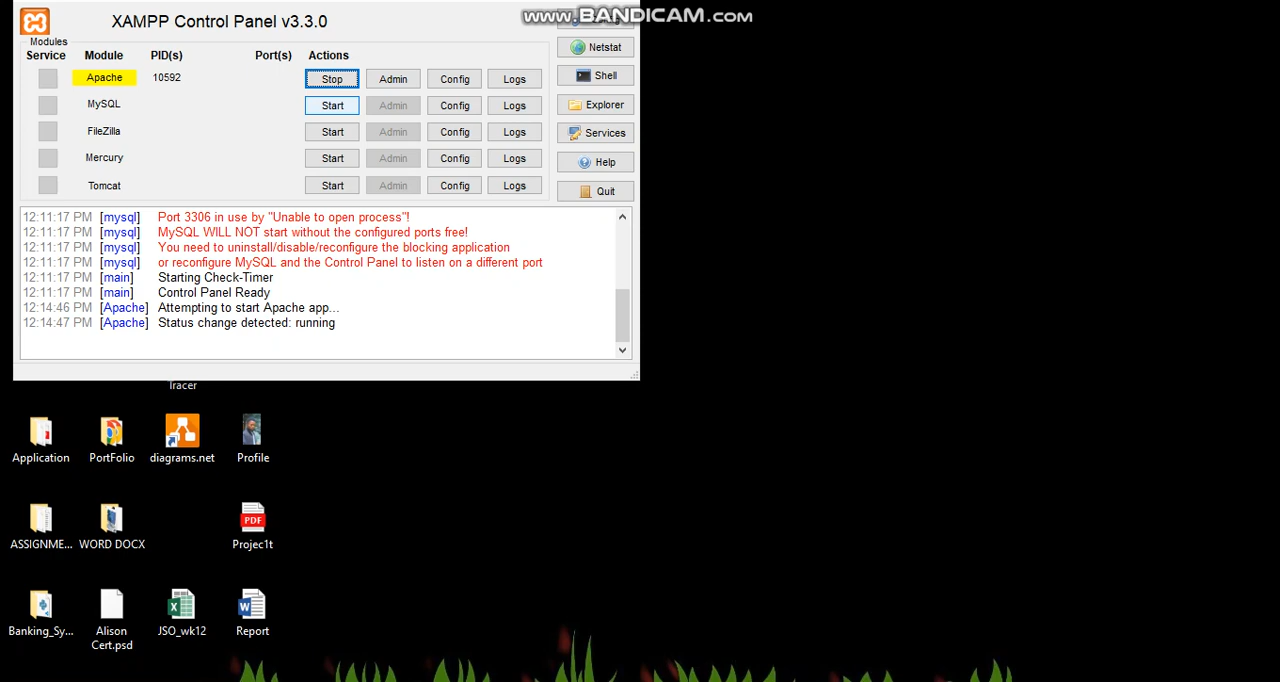 www.BANDICAM.com
XAMPP Control Panel v3.3.0
Modules
Service Module PID(s) Port(s) Actions
Netstat
Apache 10592 Stop Admin Config Logs
Shell
MySQL Start Admin Config Logs
Explorer
FileZilla Start Admin Config Logs
Services
Mercury Start Admin Config Logs
Help
Tomcat Start Admin Config Logs
Quit
12:11:17 PM [mysql] Port 3306 in use by "Unable to open process"!
12:11:17 PM [mysql] MySQL WILL NOT start without the configured ports free!
12:11:17 PM [mysql] You need to uninstall/disable/reconfigure the blocking application
12:11:17 PM [mysql] or reconfigure MySQL and the Control Panel to listen on a different port
12:11:17 PM [main] Starting Check-Timer
12:11:17 PM [main] Control Panel Ready
12:14:46 PM [Apache] Attempting to start Apache app...
12:14:47 PM [Apache] Status change detected: running
Tracer
Application PortFolio diagrams.net Profile
PDF
ASSIGNME... WORD DOCX Projec1t
Banking_Sy... Alison JSO_wk12 Report
Cert.psd